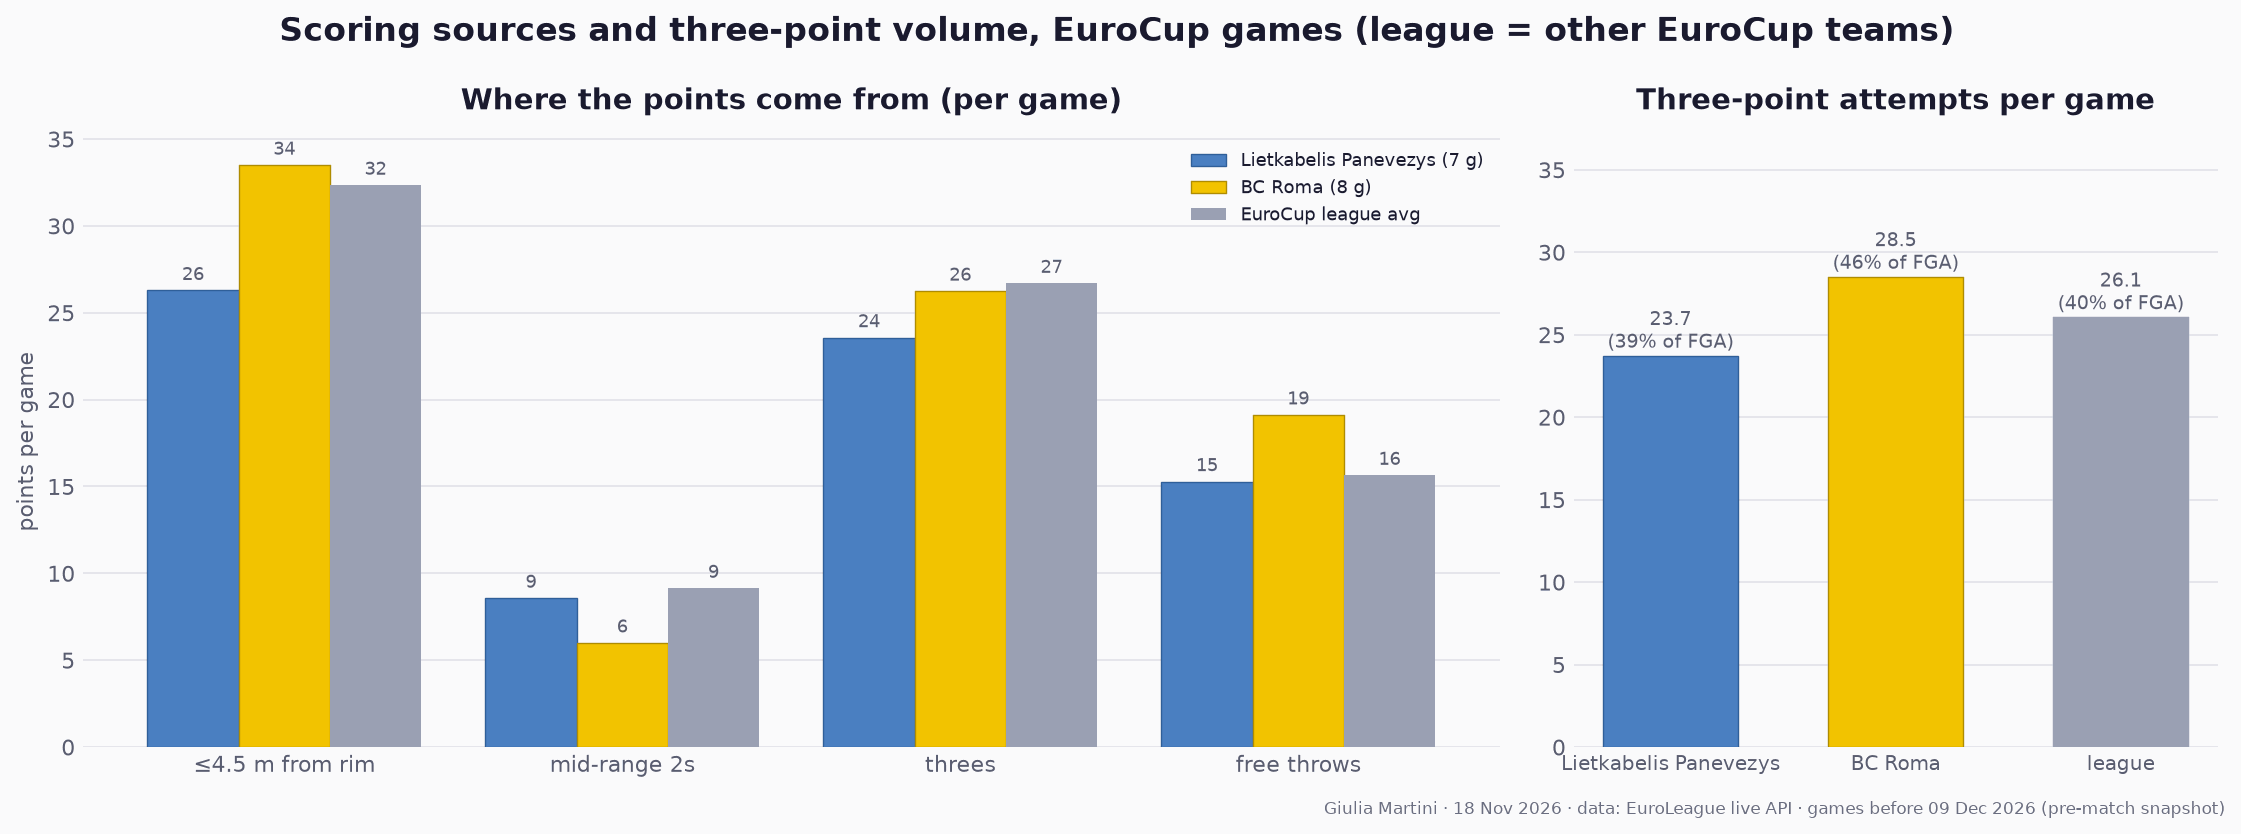 Scoring sources and three-point volume, EuroCup games (league = other EuroCup teams)
Where the points come from (per game)
points per game
35
30
25
20
15
10
5
0
34
32
26
9
6
9
24
26
27
15
19
16
Lietkabelis Panevezys (7 g)
BC Roma (8 g)
EuroCup league avg
≤4.5 m from rim
mid-range 2s
threes
free throws
Three-point attempts per game
35
30
25
20
15
10
5
0
23.7
(39% of FGA)
28.5
(46% of FGA)
26.1
(40% of FGA)
Lietkabelis Panevezys
BC Roma
league
Giulia Martini · 18 Nov 2026 · data: EuroLeague live API · games before 09 Dec 2026 (pre-match snapshot)